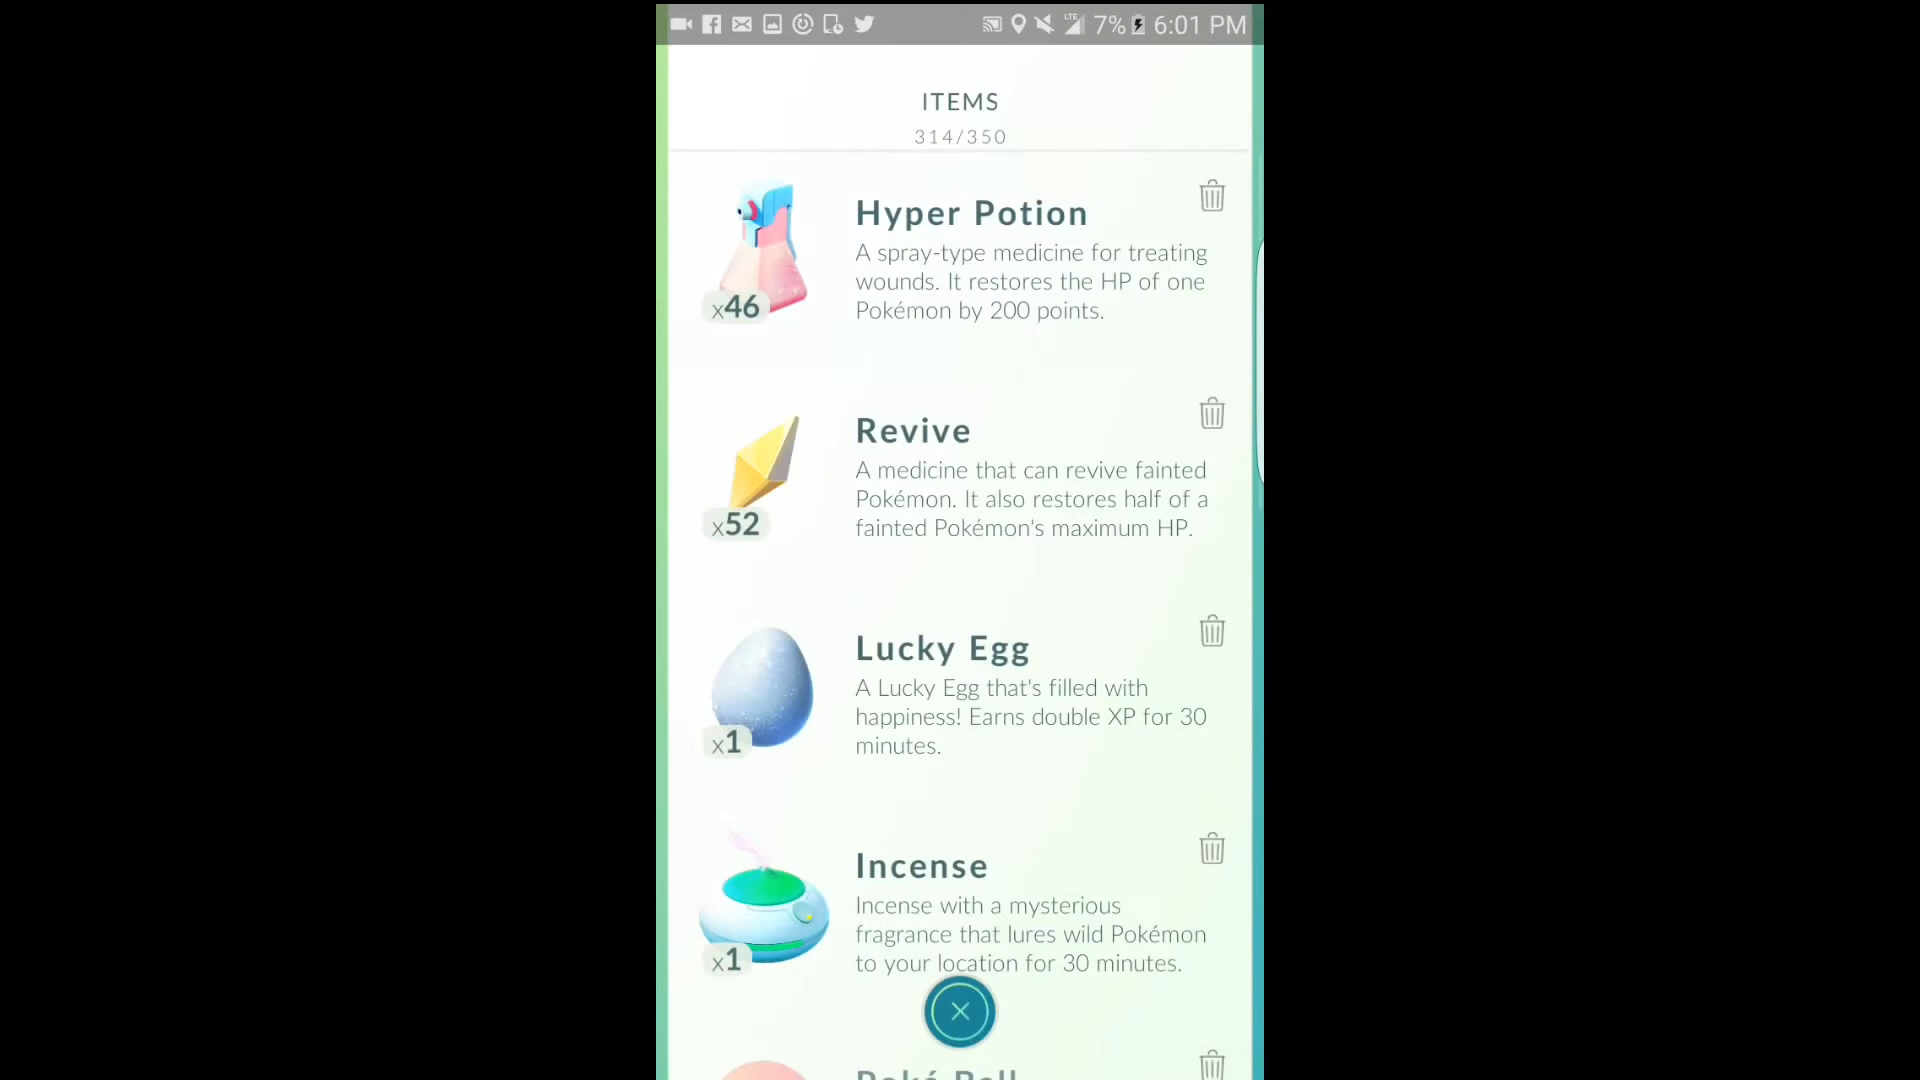 LTE 7% 6:01 PM
ITEMS
314/350
Hyper Potion
A spray-type medicine for treating
wounds. It restores the HP of one
Pokémon by 200 points.
x46
Revive
A medicine that can revive fainted
Pokémon. It also restores half of a
fainted Pokémon's maximum HP.
x52
Lucky Egg
A Lucky Egg that's filled with
happiness! Earns double XP for 30
minutes.
x1
Incense
Incense with a mysterious
fragrance that lures wild Pokémon
to your location for 30 minutes.
x1
Poké Ball